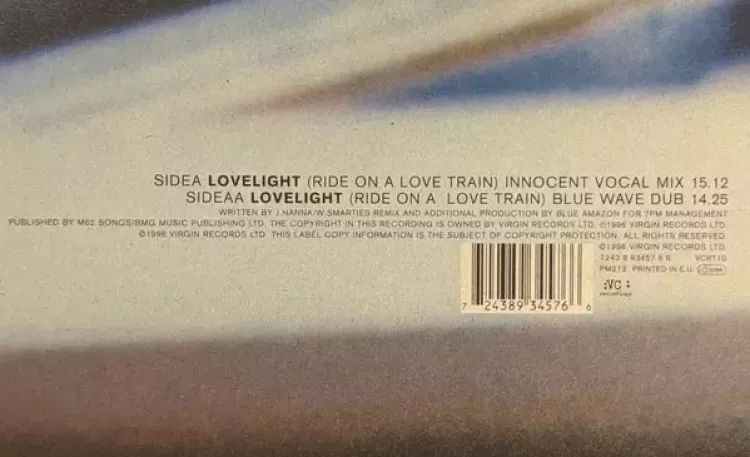 SIDEA LOVELIGHT (RIDE ON A LOVE TRAIN) INNOCENT VOCAL MIX 15.12
SIDEAA LOVELIGHT (RIDE ON A LOVE TRAIN) BLUE WAVE DUB 14.25
WRITTEN BY J.HANNA/W.SMARTIES REMIX AND ADDITIONAL PRODUCTION BY BLUE AMAZON FOR 7PM MANAGEMENT
PUBLISHED BY M62 SONGS/BMG MUSIC PUBLISHING LTD. THE COPYRIGHT IN THIS RECORDING IS OWNED BY VIRGIN RECORDS LTD. ℗1996 VIRGIN RECORDS LTD.
©1996 VIRGIN RECORDS LTD. THIS LABEL COPY INFORMATION IS THE SUBJECT OF COPYRIGHT PROTECTION. ALL RIGHTS RESERVED.
©1996 VIRGIN RECORDS LTD.
7243 8 93457 6 6 VCRT10
PM212 PRINTED IN E.U.
:VC:
recordings
7 24389 34576 6